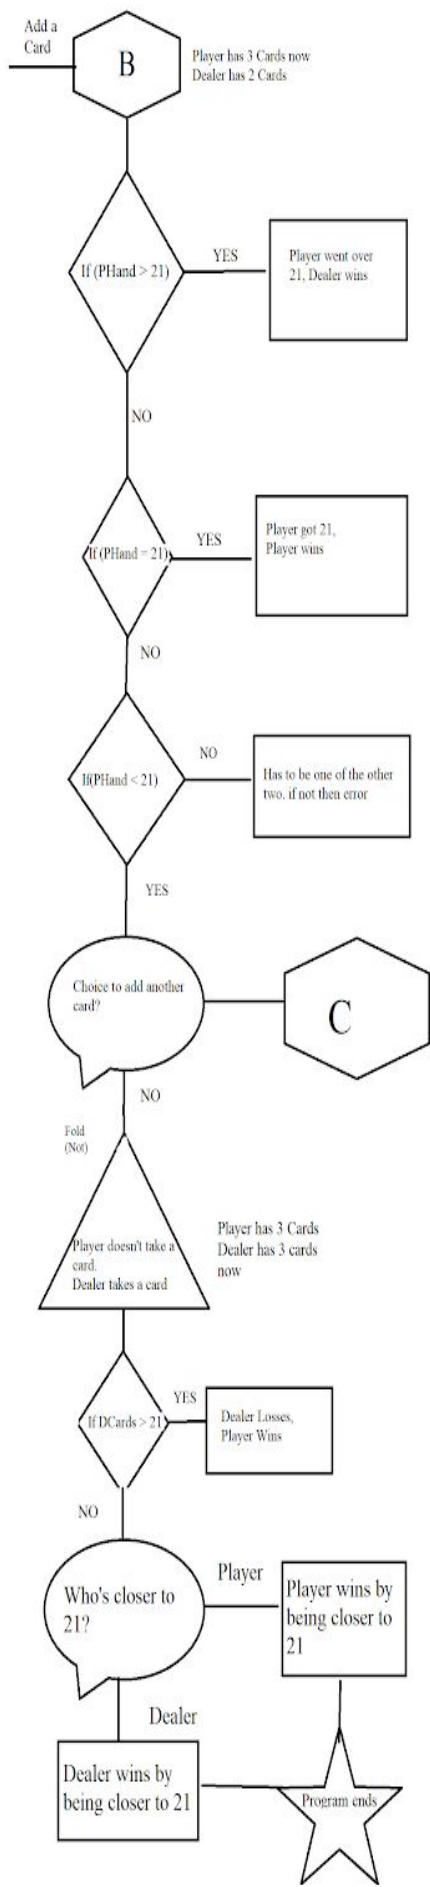 Add a
Card
B
Player has 3 Cards now
Dealer has 2 Cards
If (PHand > 21)
YES
Player went over
21, Dealer wins
NO
If (PHand = 21)
YES
Player got 21,
Player wins
NO
If(PHand < 21)
NO
Has to be one of the other
two. if not then error
YES
Choice to add another
card?
C
NO
Fold
(Not)
Player doesn't take a
card.
Dealer takes a card
Player has 3 Cards
Dealer has 3 cards
now
If DCards > 21
YES
Dealer Losses,
Player Wins
NO
Who's closer to
21?
Player
Player wins by
being closer to
21
Dealer
Dealer wins by
being closer to 21
Program ends